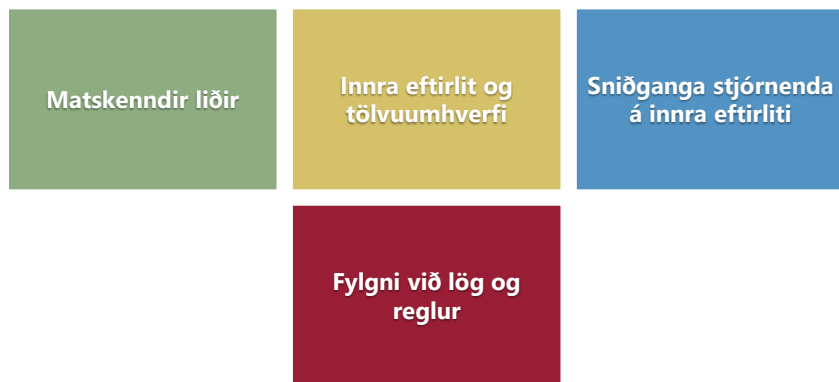 Matskenndir liðir
Innra eftirlit og
tölvuumhverfi
Sniðganga stjórnenda
á innra eftirliti
Fylgni við lög og
reglur